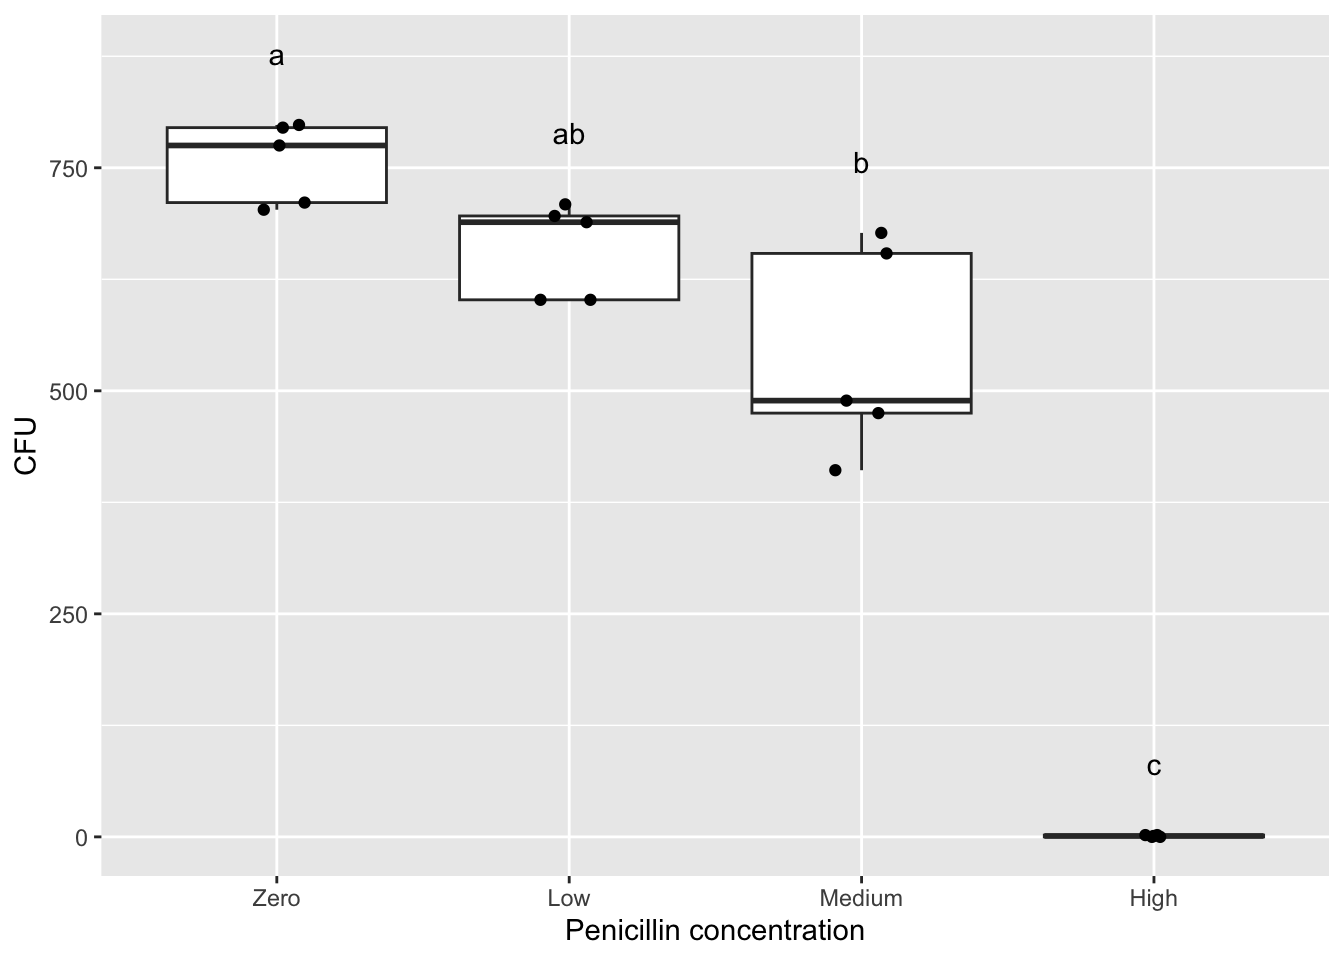 a
ab
b
c
750
500
250
0
CFU
Zero
Low
Medium
High
Penicillin concentration